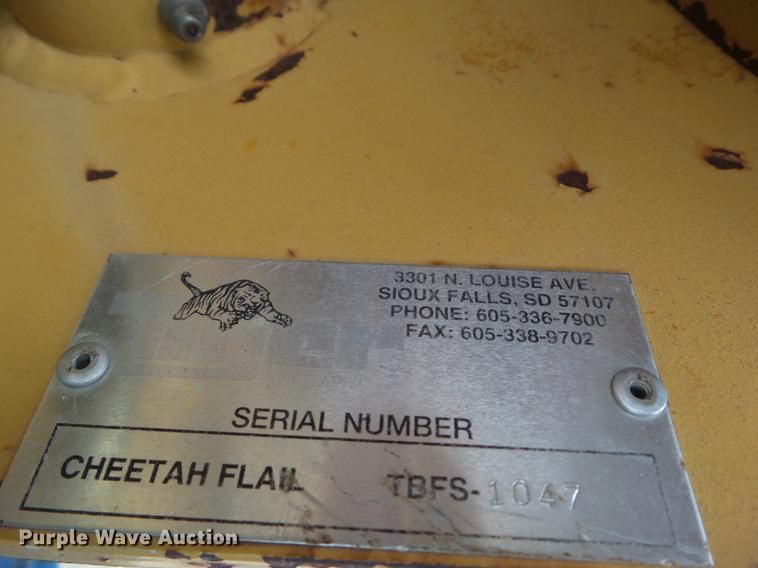 3301 N. LOUISE AVE.
SIOUX FALLS, SD 57107
PHONE: 605-336-7900
FAX: 605-338-9702
SERIAL NUMBER
CHEETAH FLAIL TBFS-1047
Purple Wave Auction